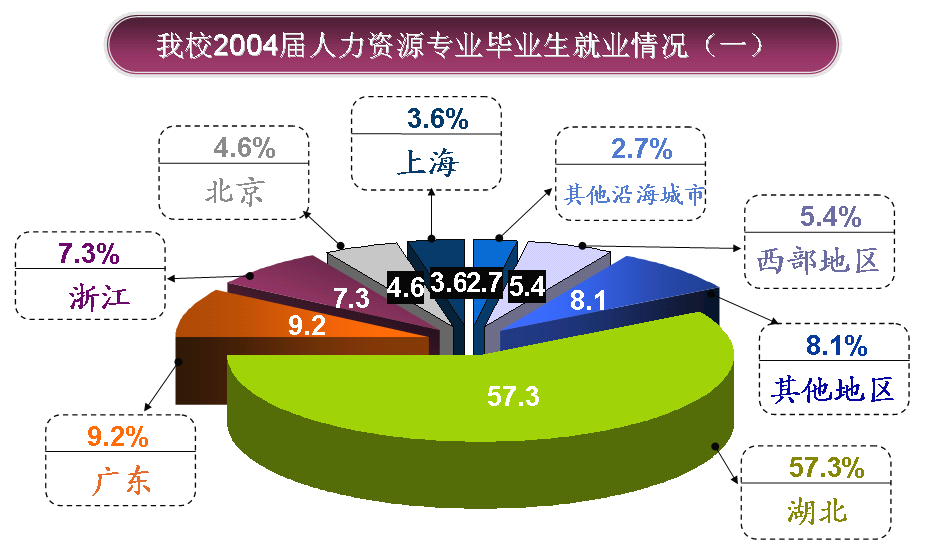 我校2004届人力资源专业毕业生就业情况（一）
3.6%
上海
4.6%
北京
2.7%
其他沿海城市
5.4%
西部地区
7.3%
浙江
8.1%
其他地区
9.2%
广东
57.3%
湖北
4.6
3.6
2.7
5.4
7.3
8.1
9.2
57.3